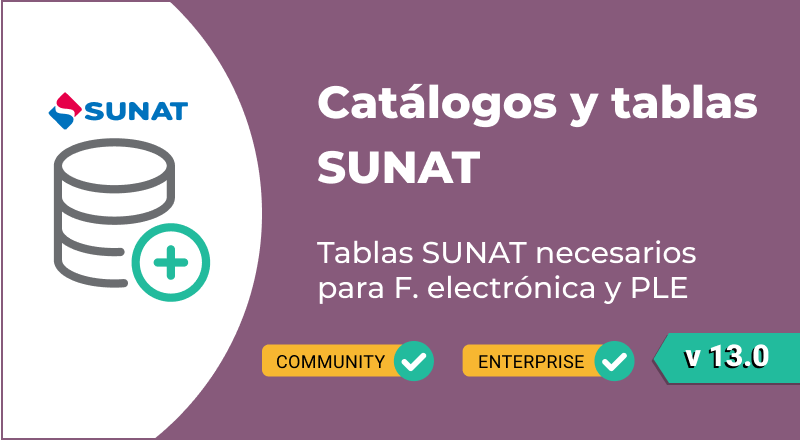 SUNAT
Catálogos y tablas
SUNAT
Tablas SUNAT necesarios
para F. electrónica y PLE
COMMUNITY
ENTERPRISE
v 13.0